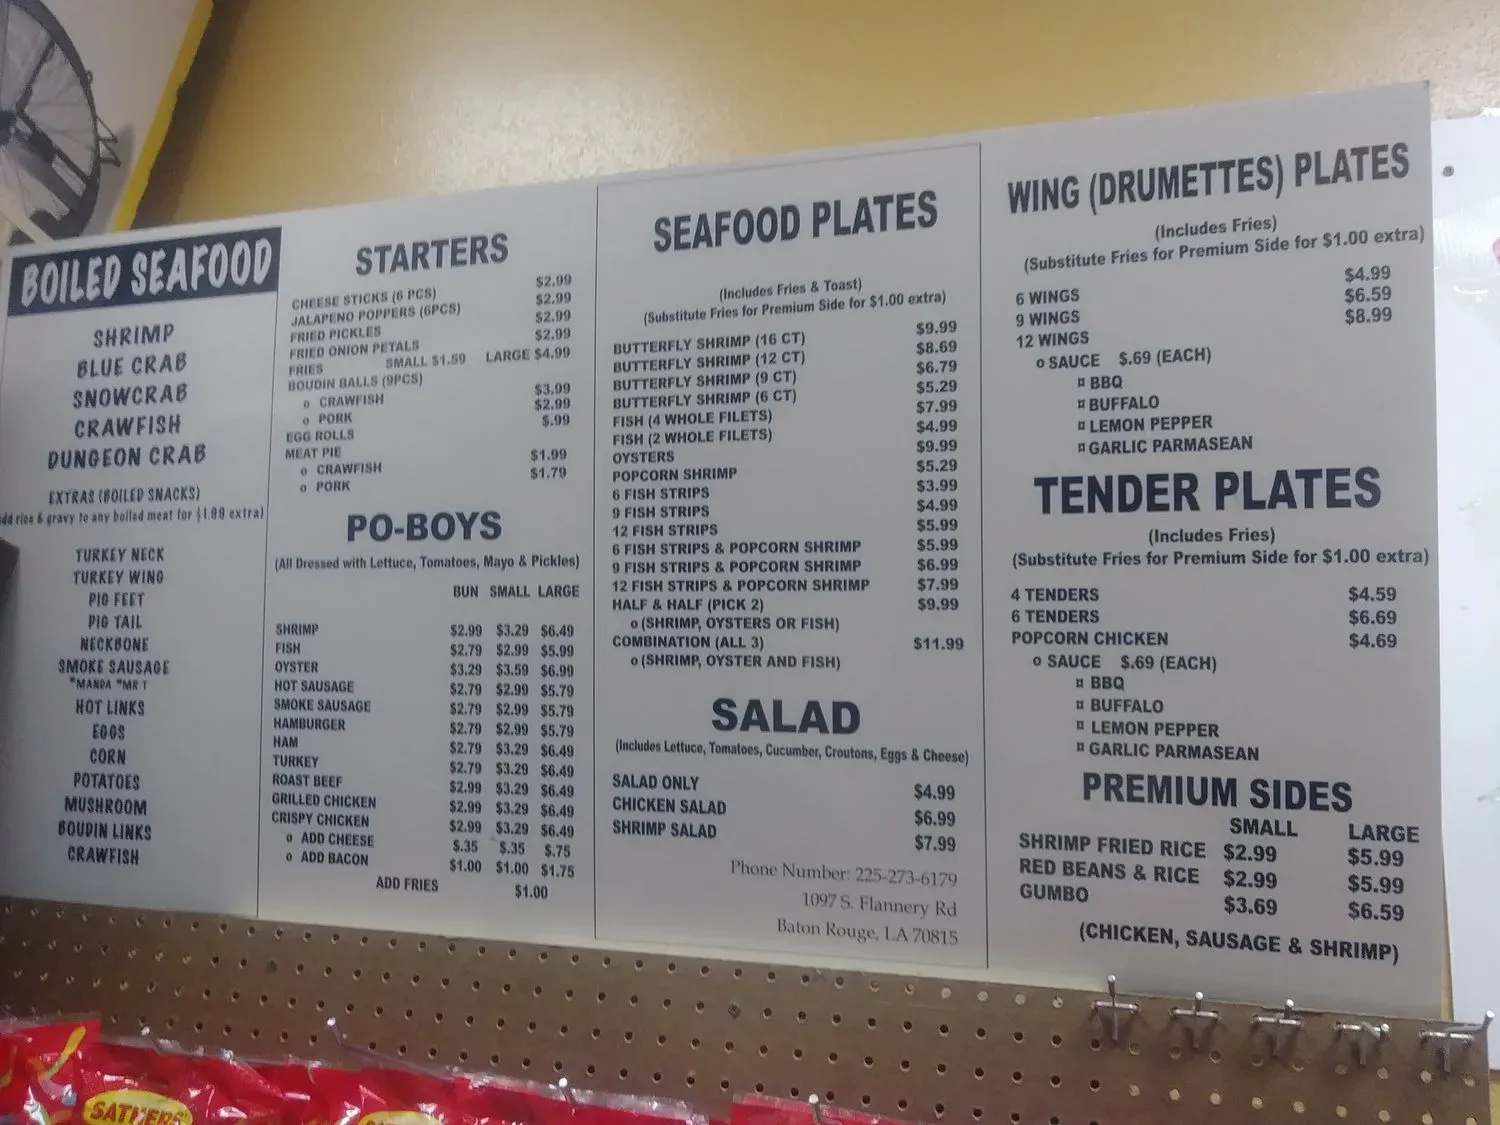 BOILED SEAFOOD
SHRIMP
BLUE CRAB
SNOWCRAB
CRAWFISH
DUNGEON CRAB
EXTRAS (BOILED SNACKS)
rice & gravy to any boiled meat for $1.99 extra)
TURKEY NECK
TURKEY WING
PIG FEET
PIG TAIL
NECKBONE
SMOKE SAUSAGE
*MANDA *MR T
HOT LINKS
EGGS
CORN
POTATOES
MUSHROOM
BOUDIN LINKS
CRAWFISH
STARTERS
$2.99
CHEESE STICKS (6 PCS) $2.99
JALAPENO POPPERS (6PCS) $2.99
FRIED PICKLES $2.99
FRIED ONION PETALS
FRIES SMALL $1.59 LARGE $4.99
BOUDIN BALLS (9PCS)
o CRAWFISH $3.99
o PORK $2.99
EGG ROLLS $.99
MEAT PIE
o CRAWFISH $1.99
o PORK $1.79
PO-BOYS
(All Dressed with Lettuce, Tomatoes, Mayo & Pickles)
BUN SMALL LARGE
SHRIMP $2.99 $3.29 $6.49
FISH $2.79 $2.99 $5.99
OYSTER $3.29 $3.59 $6.99
HOT SAUSAGE $2.79 $2.99 $5.79
SMOKE SAUSAGE $2.79 $2.99 $5.79
HAMBURGER $2.79 $2.99 $5.79
HAM $2.79 $3.29 $6.49
TURKEY $2.79 $3.29 $6.49
ROAST BEEF $2.99 $3.29 $6.49
GRILLED CHICKEN $2.99 $3.29 $6.49
CRISPY CHICKEN $2.99 $3.29 $6.49
o ADD CHEESE $.35 $.35 $.75
o ADD BACON $1.00 $1.00 $1.75
ADD FRIES $1.00
SEAFOOD PLATES
(Includes Fries & Toast)
(Substitute Fries for Premium Side for $1.00 extra)
BUTTERFLY SHRIMP (16 CT) $9.99
BUTTERFLY SHRIMP (12 CT) $8.69
BUTTERFLY SHRIMP (9 CT) $6.79
BUTTERFLY SHRIMP (6 CT) $5.29
FISH (4 WHOLE FILETS) $7.99
FISH (2 WHOLE FILETS) $4.99
OYSTERS $9.99
POPCORN SHRIMP $5.29
6 FISH STRIPS $3.99
9 FISH STRIPS $4.99
12 FISH STRIPS $5.99
6 FISH STRIPS & POPCORN SHRIMP $5.99
9 FISH STRIPS & POPCORN SHRIMP $6.99
12 FISH STRIPS & POPCORN SHRIMP $7.99
HALF & HALF (PICK 2) $9.99
o (SHRIMP, OYSTERS OR FISH)
COMBINATION (ALL 3) $11.99
o (SHRIMP, OYSTER AND FISH)
SALAD
(Includes Lettuce, Tomatoes, Cucumber, Croutons, Eggs & Cheese)
SALAD ONLY $4.99
CHICKEN SALAD $6.99
SHRIMP SALAD $7.99
Phone Number: 225-273-6179
1097 S. Flannery Rd
Baton Rouge, LA 70815
WING (DRUMETTES) PLATES
(Includes Fries)
(Substitute Fries for Premium Side for $1.00 extra)
6 WINGS $4.99
9 WINGS $6.59
12 WINGS $8.99
o SAUCE $.69 (EACH)
¤ BBQ
¤ BUFFALO
¤ LEMON PEPPER
¤ GARLIC PARMASEAN
TENDER PLATES
(Includes Fries)
(Substitute Fries for Premium Side for $1.00 extra)
4 TENDERS $4.59
6 TENDERS $6.69
POPCORN CHICKEN $4.69
o SAUCE $.69 (EACH)
¤ BBQ
¤ BUFFALO
¤ LEMON PEPPER
¤ GARLIC PARMASEAN
PREMIUM SIDES
SMALL LARGE
SHRIMP FRIED RICE $2.99 $5.99
RED BEANS & RICE $2.99 $5.99
GUMBO $3.69 $6.59
(CHICKEN, SAUSAGE & SHRIMP)